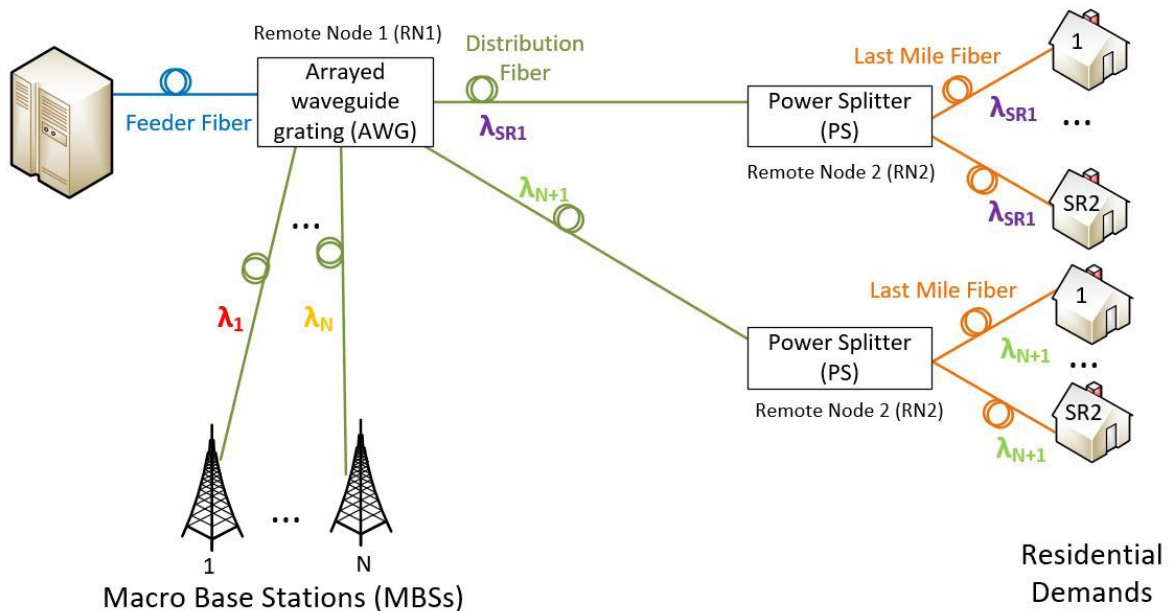 Remote Node 1 (RN1)
Arrayed
waveguide
grating (AWG)
Feeder Fiber
Distribution
Fiber
λSR1
Last Mile Fiber
Power Splitter
(PS)
Remote Node 2 (RN2)
1
λSR1
...
SR2
λSR1
λN+1
Last Mile Fiber
Power Splitter
(PS)
Remote Node 2 (RN2)
1
λN+1
...
SR2
λN+1
...
λ1
λN
...
1
N
Macro Base Stations (MBSs)
Residential
Demands